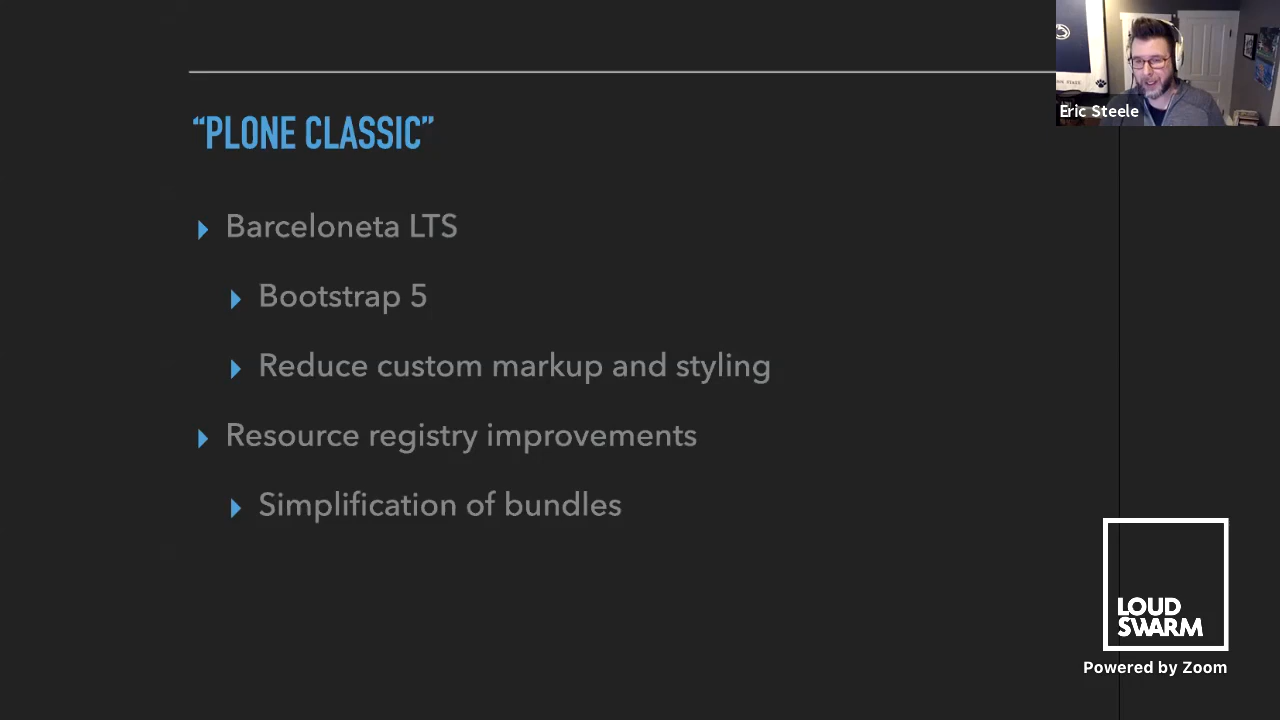 “PLONE CLASSIC”
Barceloneta LTS
Bootstrap 5
Reduce custom markup and styling
Resource registry improvements
Simplification of bundles
Eric Steele
LOUD
SWARM
Powered by Zoom